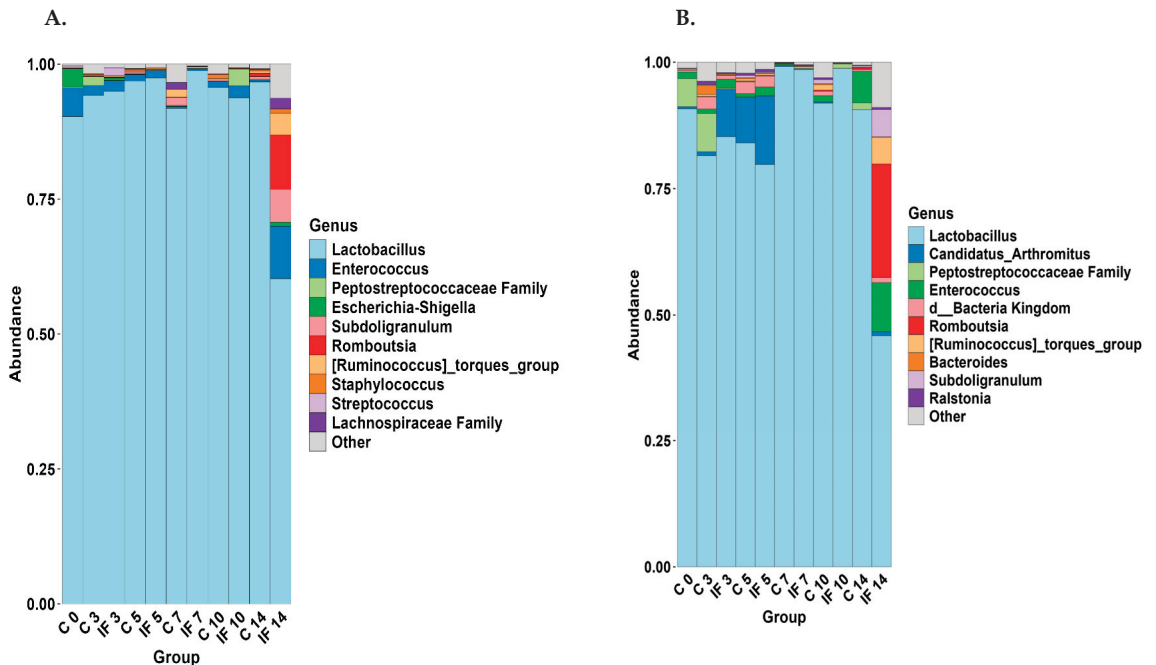 A.
1.00
0.75
0.50
0.25
0.00
Abundance
C 0
C 3
IF 3
C 5
IF 5
C 7
IF 7
C 10
IF 10
C 14
IF 14
Group
Genus
Lactobacillus
Enterococcus
Peptostreptococcaceae Family
Escherichia-Shigella
Subdoligranulum
Romboutsia
[Ruminococcus]_torques_group
Staphylococcus
Streptococcus
Lachnospiraceae Family
Other
B.
1.00
0.75
0.50
0.25
0.00
Abundance
C 0
C 3
IF 3
C 5
IF 5
C 7
IF 7
C 10
IF 10
C 14
IF 14
Group
Genus
Lactobacillus
Candidatus_Arthromitus
Peptostreptococcaceae Family
Enterococcus
d__Bacteria Kingdom
Romboutsia
[Ruminococcus]_torques_group
Bacteroides
Subdoligranulum
Ralstonia
Other